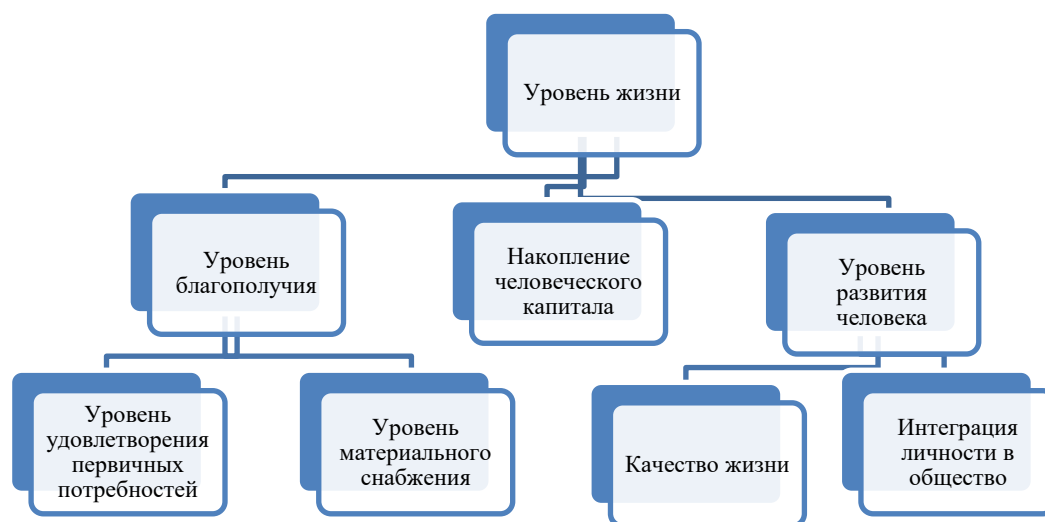 Уровень жизни
Уровень
благополучия
Накопление
человеческого
капитала
Уровень
развития
человека
Уровень
удовлетворения
первичных
потребностей
Уровень
материального
снабжения
Качество жизни
Интеграция
личности в
общество